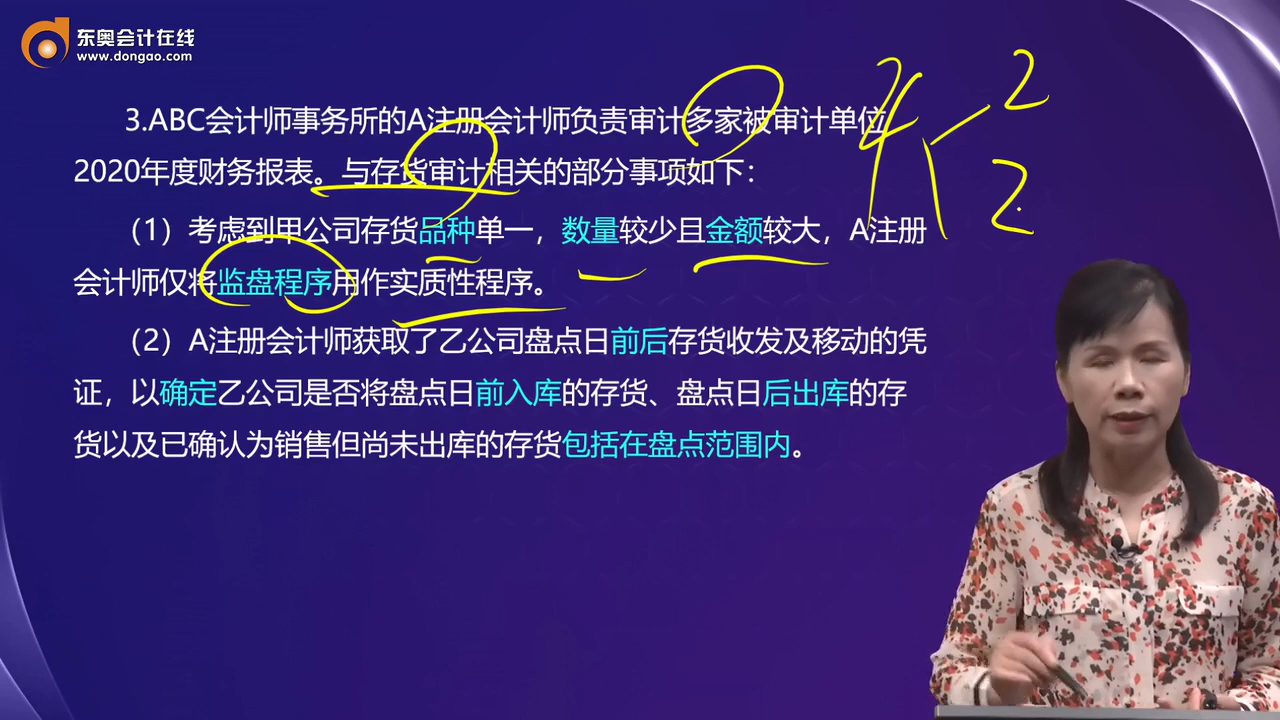 东奥会计在线
www.dongao.com
3.ABC会计师事务所的A注册会计师负责审计多家被审计单位
2020年度财务报表。与存货审计相关的部分事项如下：
（1）考虑到甲公司存货品种单一，数量较少且金额较大，A注册
会计师仅将监盘程序用作实质性程序。
（2）A注册会计师获取了乙公司盘点日前后存货收发及移动的凭
证，以确定乙公司是否将盘点日前入库的存货、盘点日后出库的存
货以及已确认为销售但尚未出库的存货包括在盘点范围内。
2
2